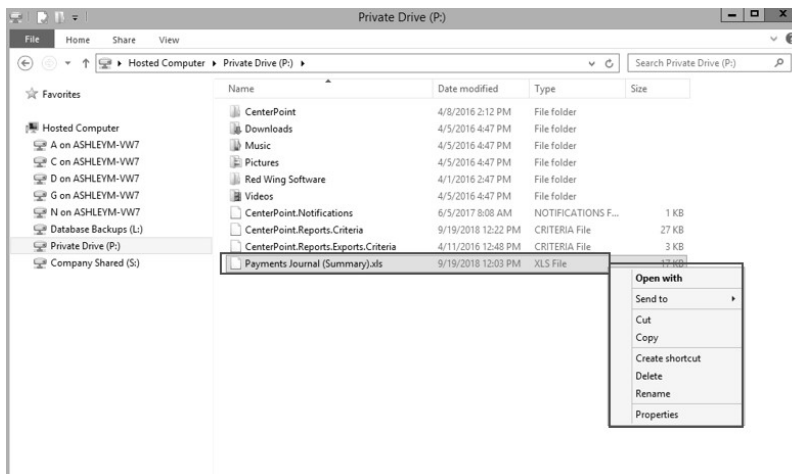 Private Drive (P:)
File Home Share View
Hosted Computer Private Drive (P:) Search Private Drive (P:)
Favorites
Hosted Computer
A on ASHLEYM-VW7
C on ASHLEYM-VW7
D on ASHLEYM-VW7
G on ASHLEYM-VW7
N on ASHLEYM-VW7
Database Backups (L:)
Private Drive (P:)
Company Shared (S:)
Name Date modified Type Size
CenterPoint 4/8/2016 2:12 PM File folder
Downloads 4/5/2016 4:47 PM File folder
Music 4/5/2016 4:47 PM File folder
Pictures 4/5/2016 4:47 PM File folder
Red Wing Software 4/1/2016 2:47 PM File folder
Videos 4/5/2016 4:47 PM File folder
CenterPoint.Notifications 6/5/2017 8:08 AM NOTIFICATIONS F... 1 KB
CenterPoint.Reports.Criteria 9/19/2018 12:22 PM CRITERIA File 27 KB
CenterPoint.Reports.Exports.Criteria 4/11/2016 12:48 PM CRITERIA File 3 KB
Payments Journal (Summary).xls 9/19/2018 12:03 PM XLS File 17 KB
Open with
Send to
Cut
Copy
Create shortcut
Delete
Rename
Properties